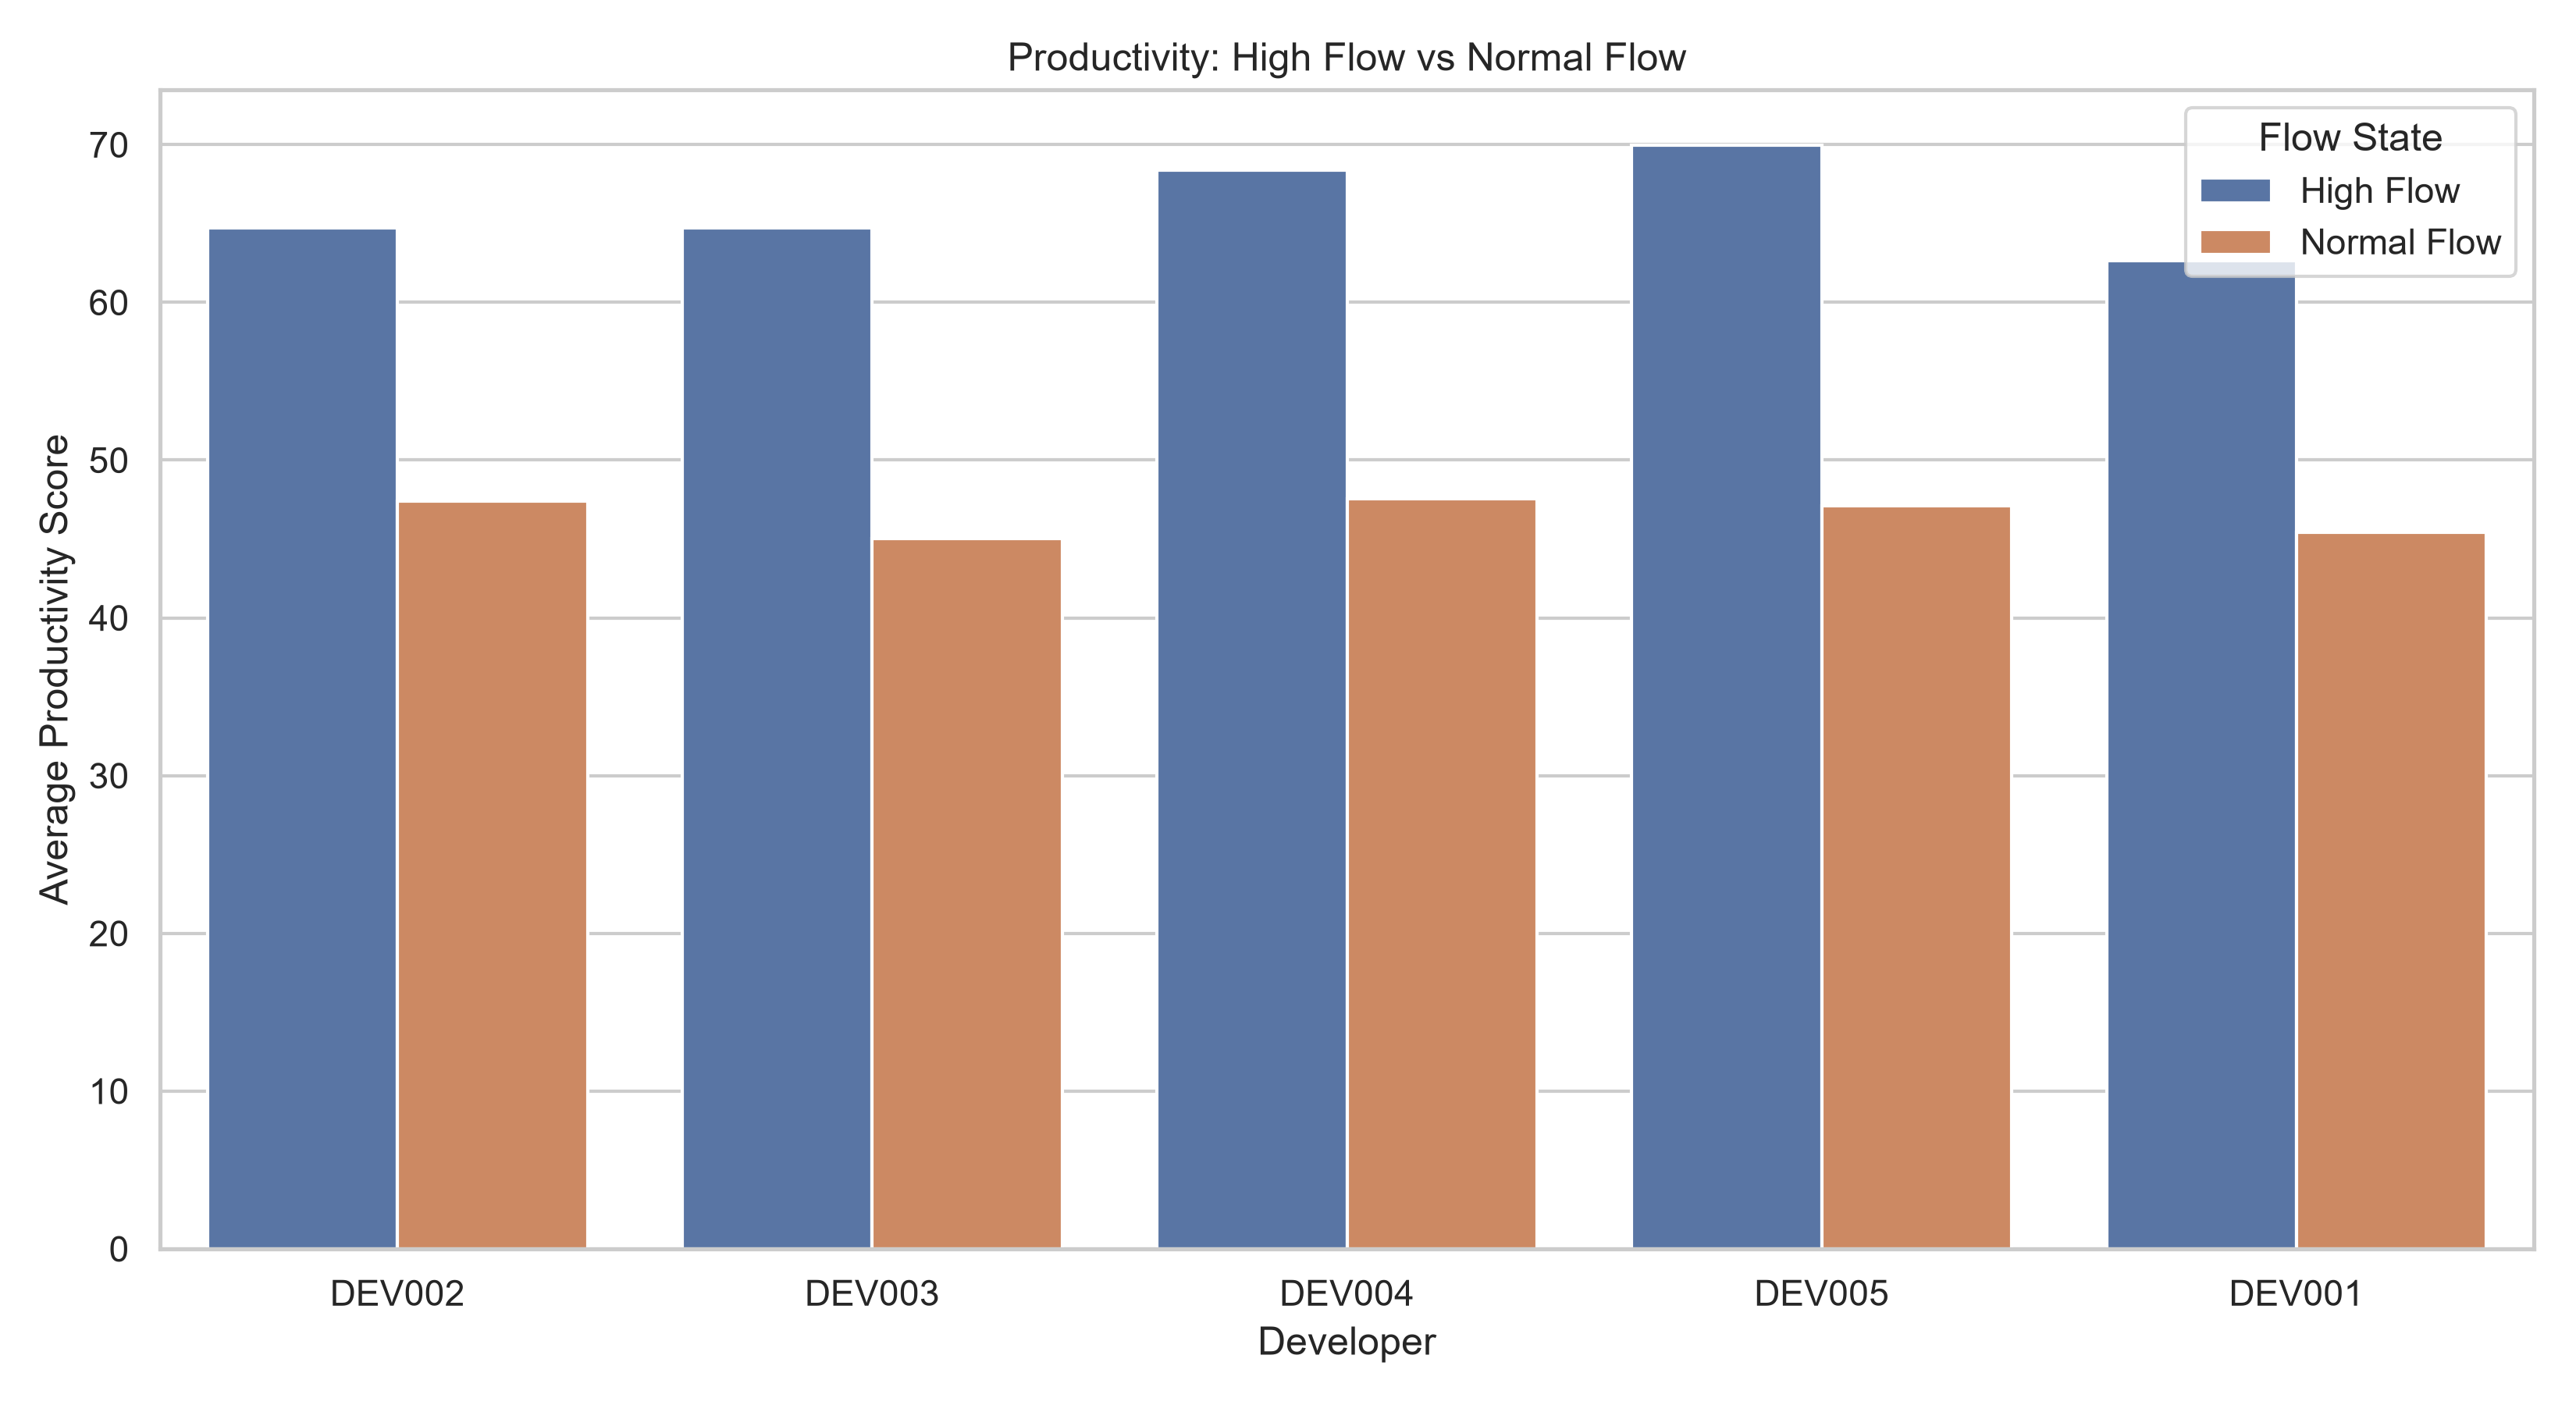 Productivity: High Flow vs Normal Flow
Flow State
High Flow
Normal Flow
Average Productivity Score
70
60
50
40
30
20
10
0
DEV002 DEV003 DEV004 DEV005 DEV001
Developer